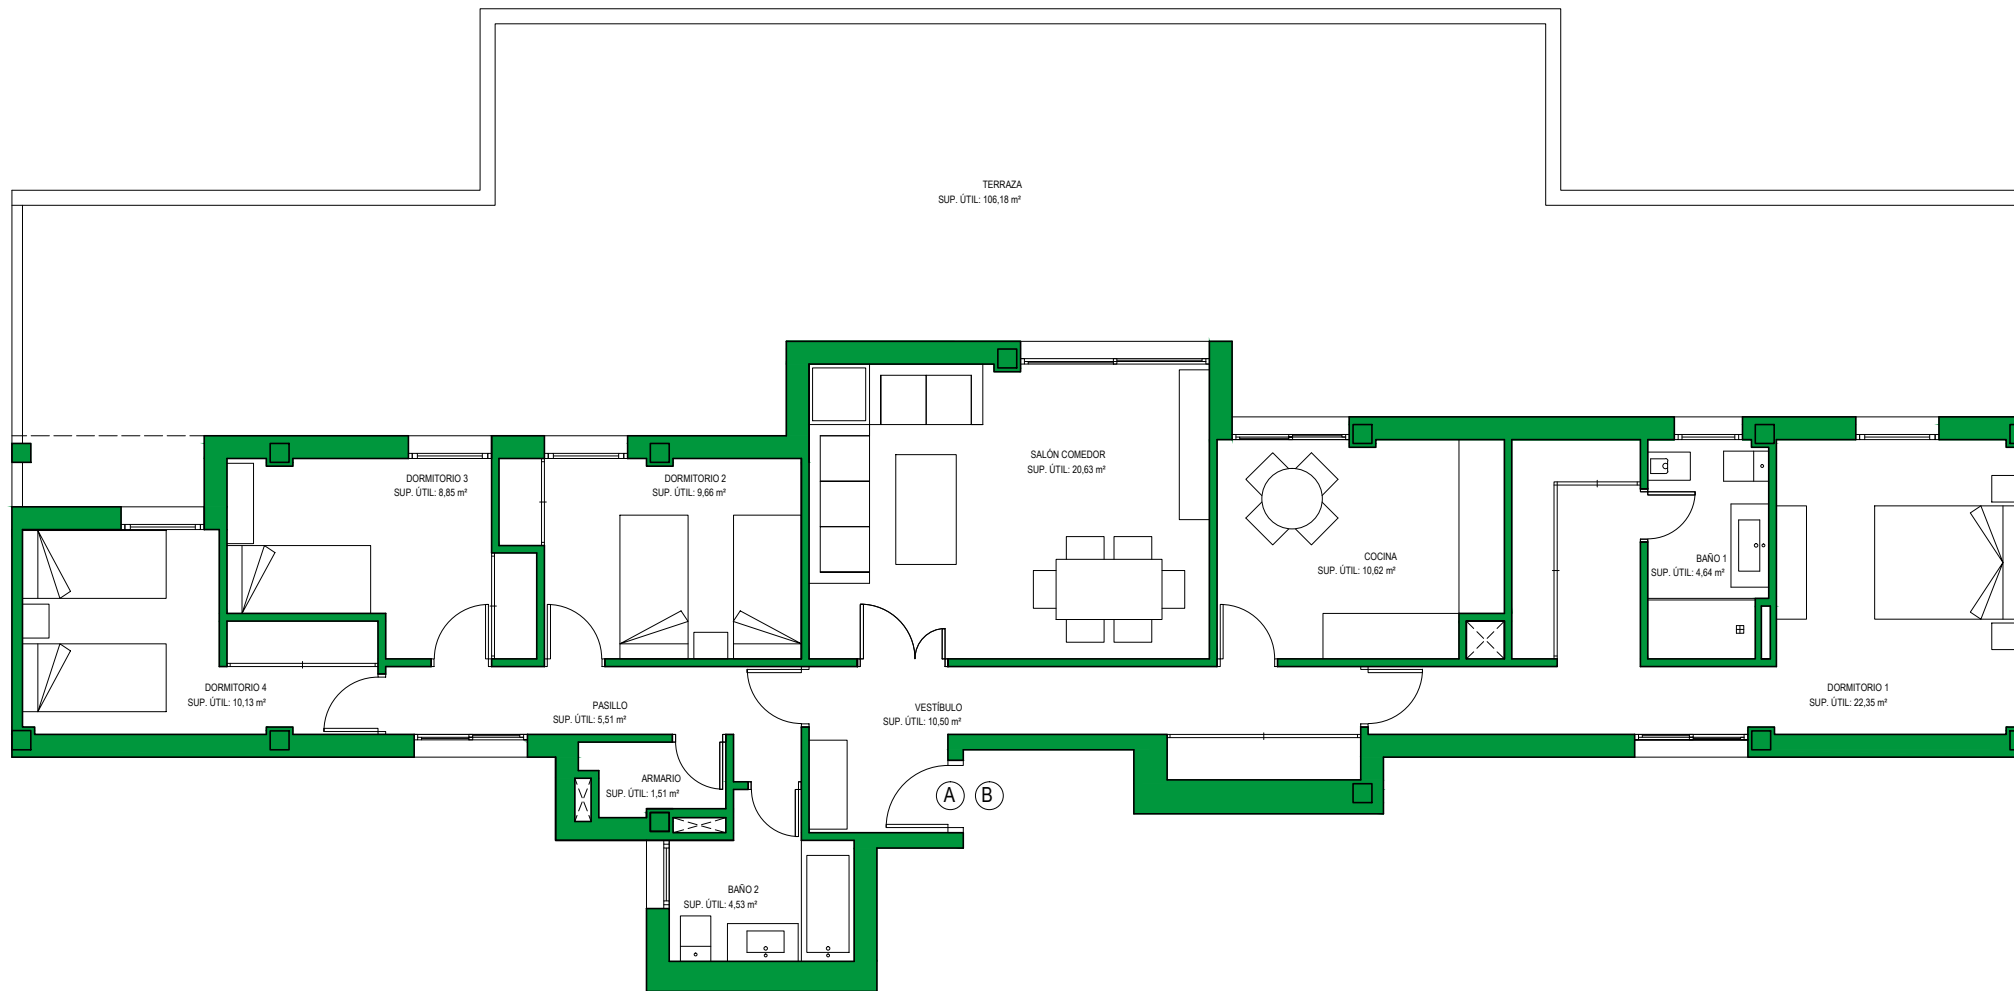 TERRAZA
SUP. ÚTIL: 106,18 m²
SALÓN COMEDOR
SUP. ÚTIL: 20,63 m²
DORMITORIO 3
SUP. ÚTIL: 8,85 m²
DORMITORIO 2
SUP. ÚTIL: 9,66 m²
COCINA
SUP. ÚTIL: 10,62 m²
BAÑO 1
SUP. ÚTIL: 4,64 m²
DORMITORIO 4
SUP. ÚTIL: 10,13 m²
PASILLO
SUP. ÚTIL: 5,51 m²
VESTÍBULO
SUP. ÚTIL: 10,50 m²
DORMITORIO 1
SUP. ÚTIL: 22,35 m²
ARMARIO
SUP. ÚTIL: 1,51 m²
A B
BAÑO 2
SUP. ÚTIL: 4,53 m²